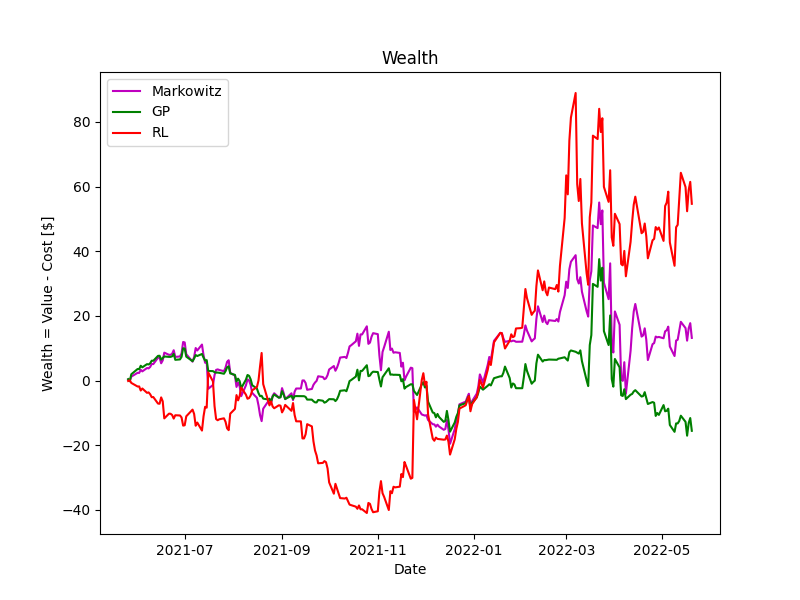 Wealth
Markowitz
GP
RL
Wealth = Value - Cost [$]
80
60
40
20
0
−20
−40
2021-07
2021-09
2021-11
2022-01
2022-03
2022-05
Date